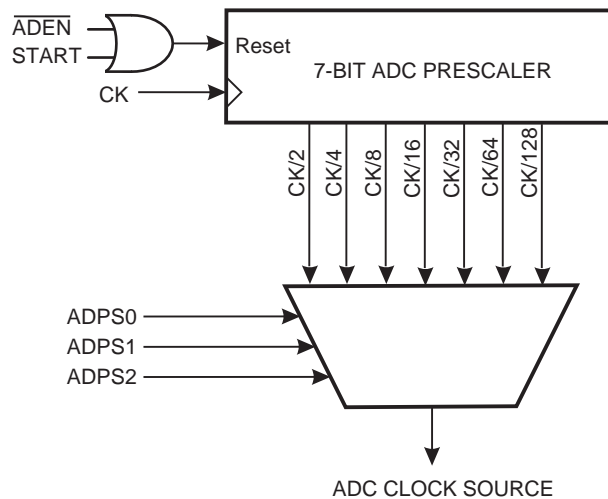 ADEN
START
Reset
7-BIT ADC PRESCALER
CK
CK/2
CK/4
CK/8
CK/16
CK/32
CK/64
CK/128
ADPS0
ADPS1
ADPS2
ADC CLOCK SOURCE